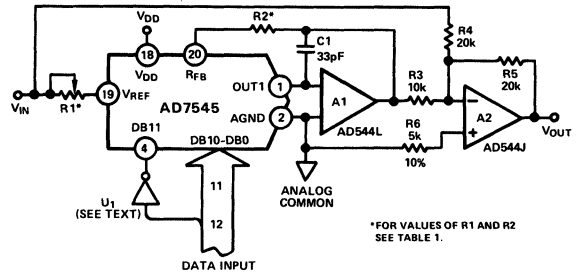 R2*
R4
20k
VDD
C1
33pF
R5
20k
18
20
VDD
RFB
OUT1
1
R3
10k
VIN
R1*
19
VREF
AD7545
A1
A2
VOUT
AGND
2
R6
5k
10%
DB11
4
DB10-DB0
AD544L
AD544J
ANALOG
COMMON
U1
(SEE TEXT)
11
12
*FOR VALUES OF R1 AND R2
SEE TABLE 1.
DATA INPUT